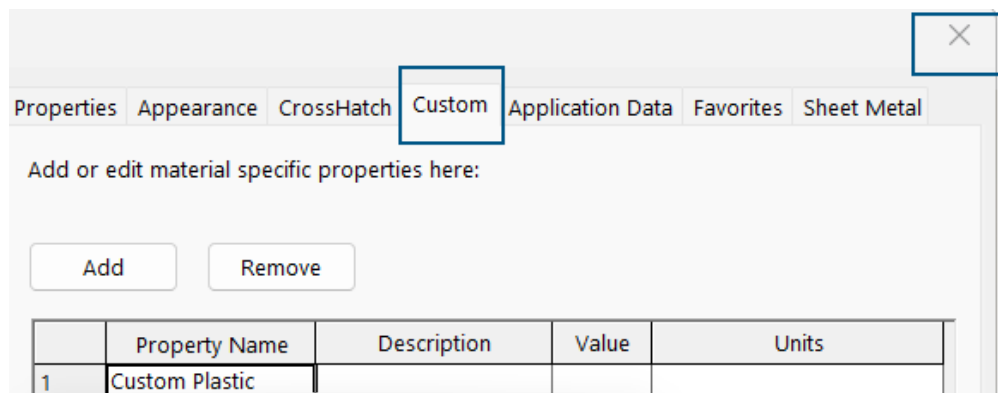 Properties Appearance CrossHatch Custom Application Data Favorites Sheet Metal
Add or edit material specific properties here:
Add Remove
Property Name Description Value Units
1 Custom Plastic